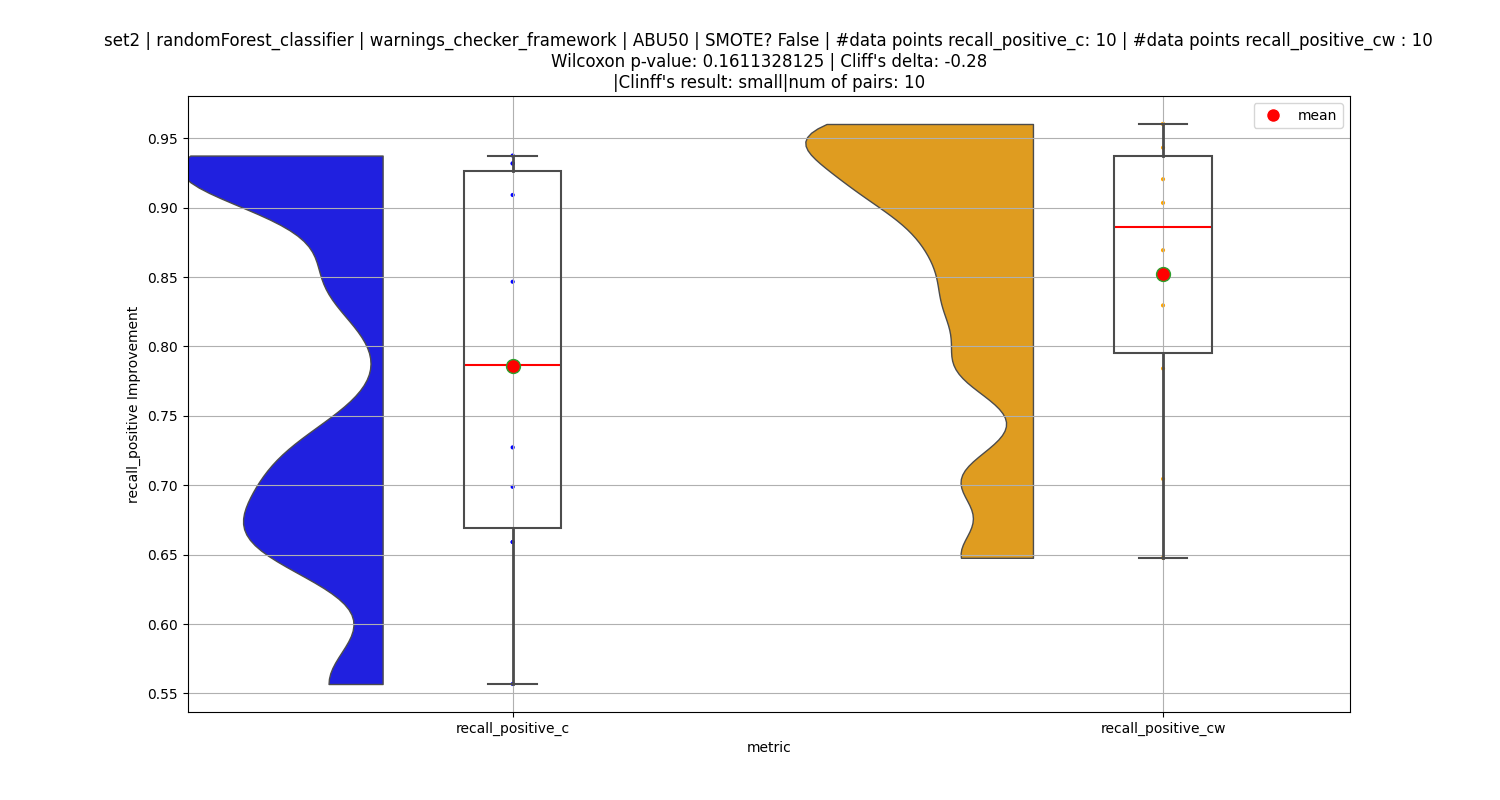 set2 | randomForest_classifier | warnings_checker_framework | ABU50 | SMOTE? False | #data points recall_positive_c: 10 | #data points recall_positive_cw : 10
Wilcoxon p-value: 0.1611328125 | Cliff's delta: -0.28
|Clinff's result: small|num of pairs: 10
mean
0.95
0.90
0.85
0.80
0.75
0.70
0.65
0.60
0.55
recall_positive Improvement
recall_positive_c
recall_positive_cw
metric